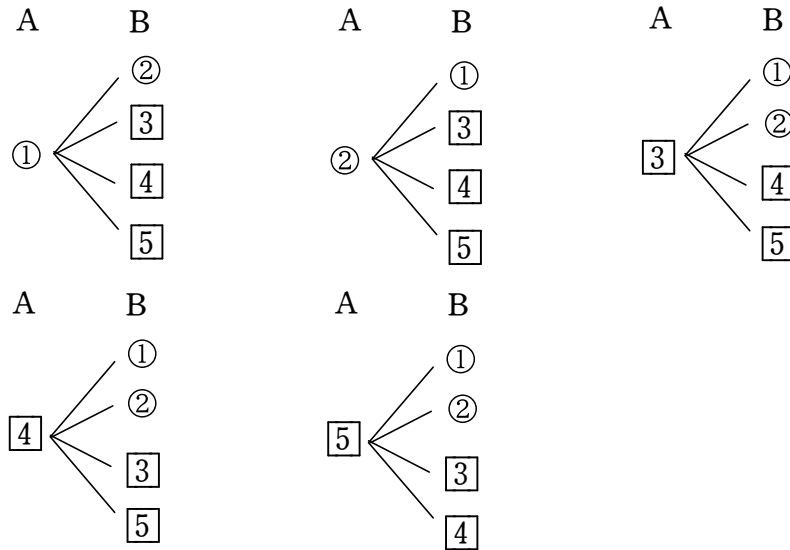 A B A B A B
② ① ①
3 3 ②
① ② 3
4 4 4
5 5 5
A B A B
① ①
② ②
4 5
3 3
5 4